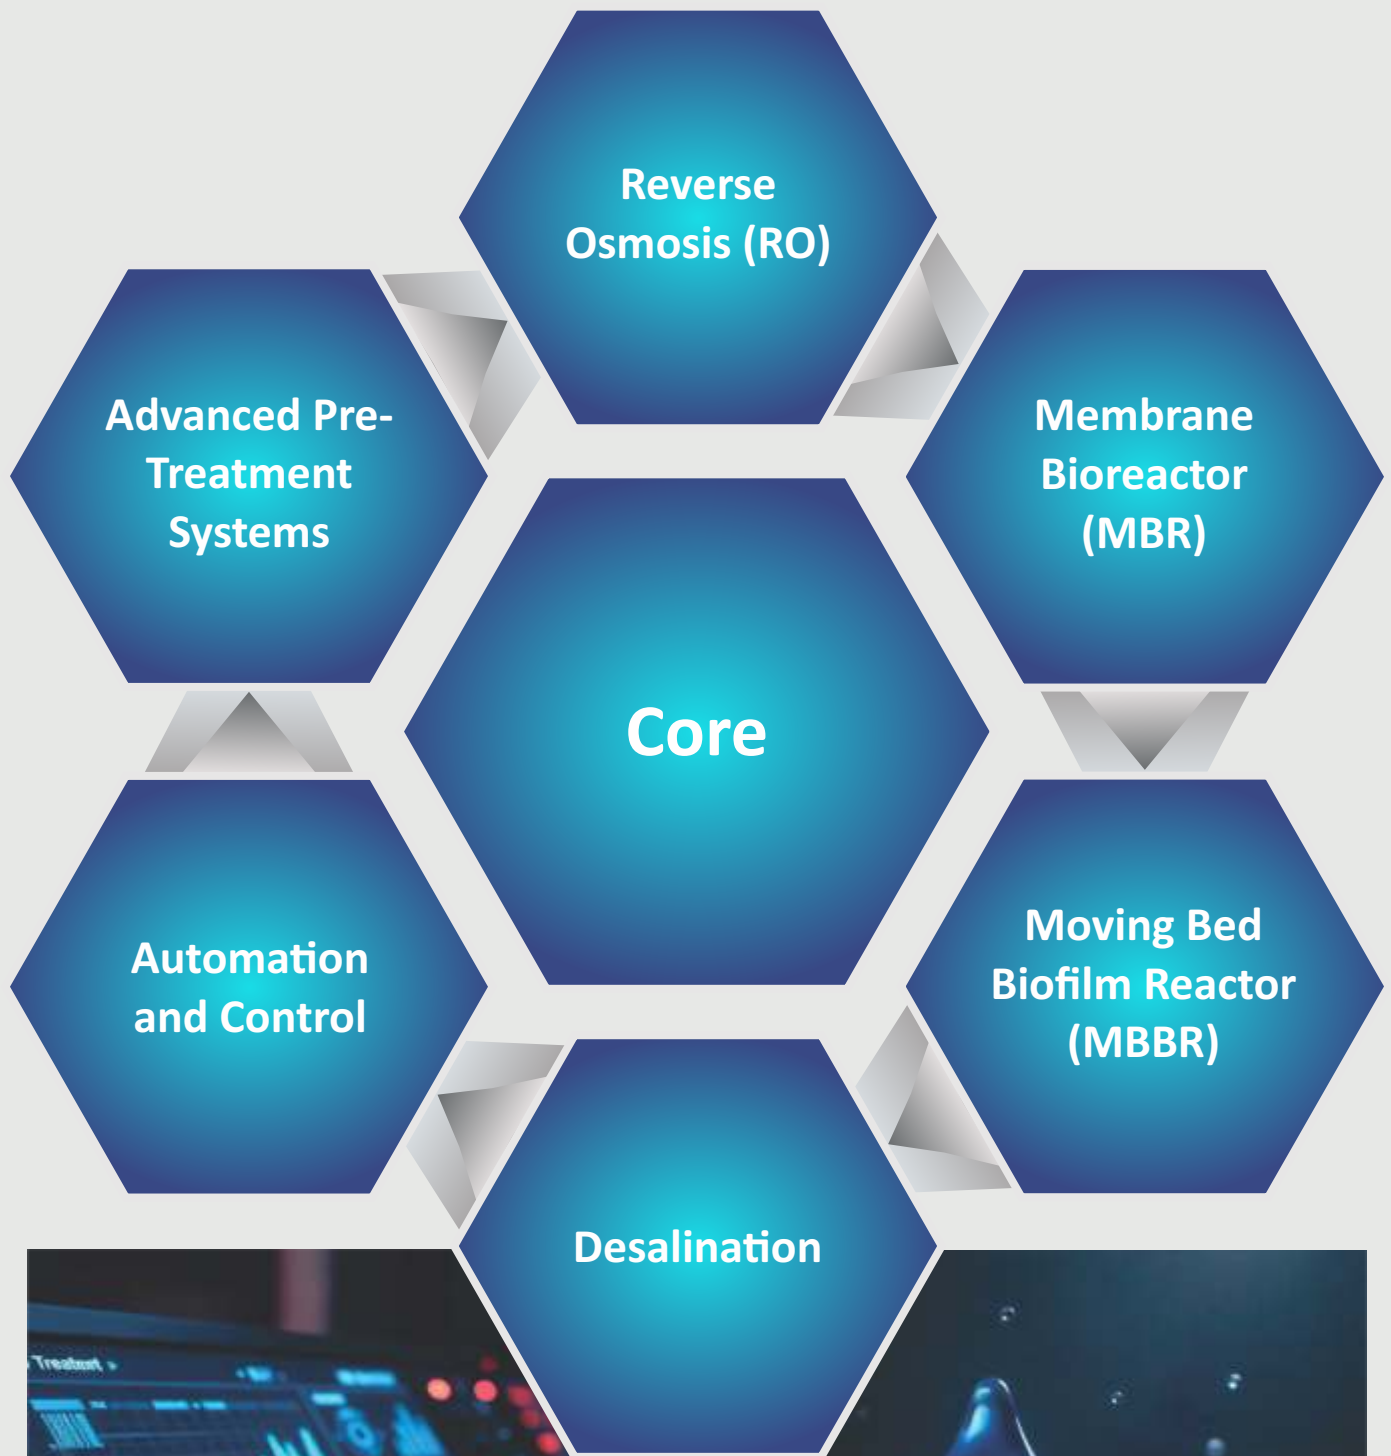 Reverse
Osmosis (RO)
Membrane
Bioreactor
(MBR)
Moving Bed
Biofilm Reactor
(MBBR)
Desalination
Automation
and Control
Advanced Pre-
Treatment
Systems
Core